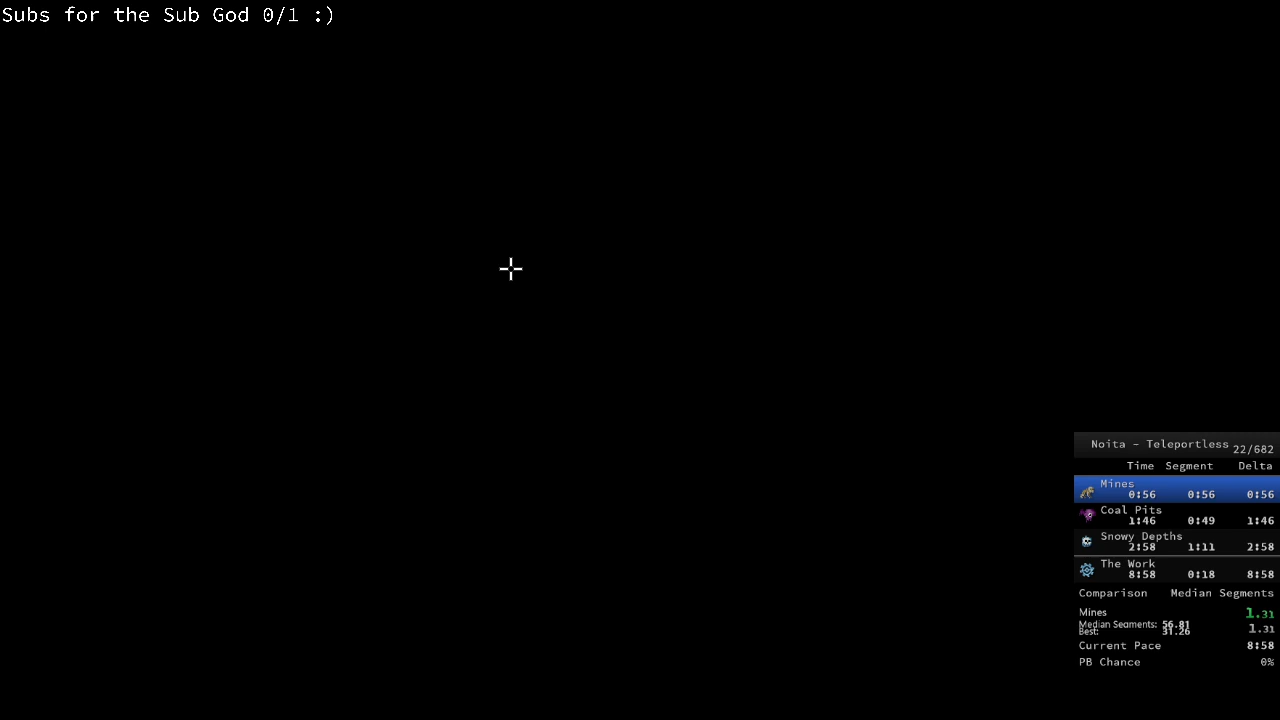 Subs for the Sub God 0/1 :)
Noita - Teleportless 22/682
Time Segment Delta
Mines
0:56 0:56 0:56
Coal Pits
1:46 0:49 1:46
Snowy Depths
2:58 1:11 2:58
The Work
8:58 0:18 8:58
Comparison Median Segments
Mines 1.31
Median Segments: 56.81
Best: 31.26 1.31
Current Pace 8:58
PB Chance 0%